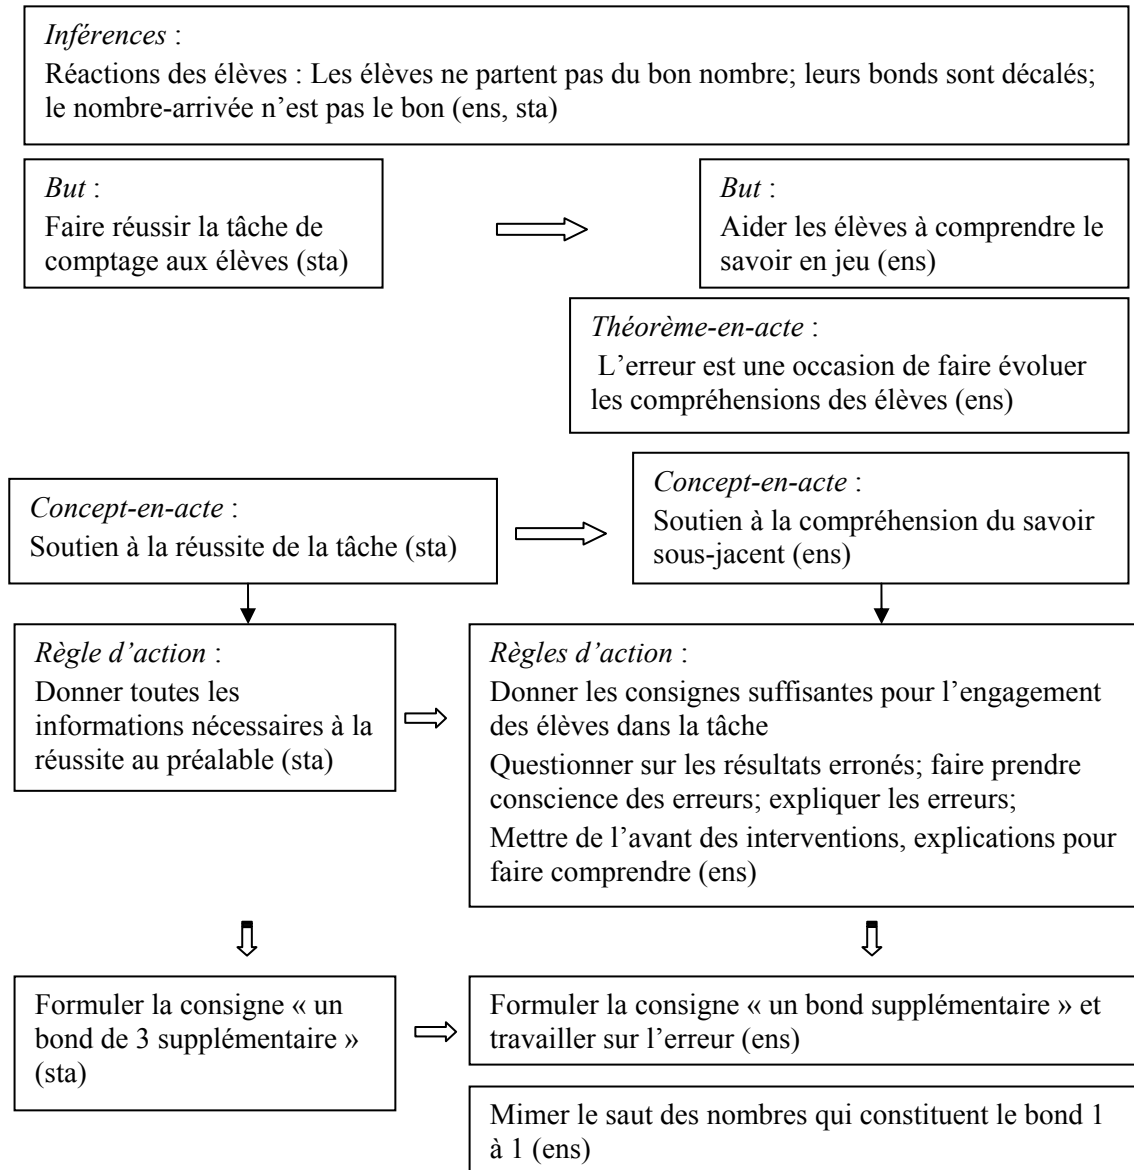 Inférences :
Réactions des élèves : Les élèves ne partent pas du bon nombre; leurs bonds sont décalés;
le nombre-arrivée n’est pas le bon (ens, sta)
But :
Faire réussir la tâche de
comptage aux élèves (sta)
But :
Aider les élèves à comprendre le
savoir en jeu (ens)
Théorème-en-acte :
L’erreur est une occasion de faire évoluer
les compréhensions des élèves (ens)
Concept-en-acte :
Soutien à la réussite de la tâche (sta)
Concept-en-acte :
Soutien à la compréhension du savoir
sous-jacent (ens)
Règle d’action :
Donner toutes les
informations nécessaires à la
réussite au préalable (sta)
Règles d’action :
Donner les consignes suffisantes pour l’engagement
des élèves dans la tâche
Questionner sur les résultats erronés; faire prendre
conscience des erreurs; expliquer les erreurs;
Mettre de l’avant des interventions, explications pour
faire comprendre (ens)
Formuler la consigne « un
bond de 3 supplémentaire »
(sta)
Formuler la consigne « un bond supplémentaire » et
travailler sur l’erreur (ens)
Mimer le saut des nombres qui constituent le bond 1
à 1 (ens)